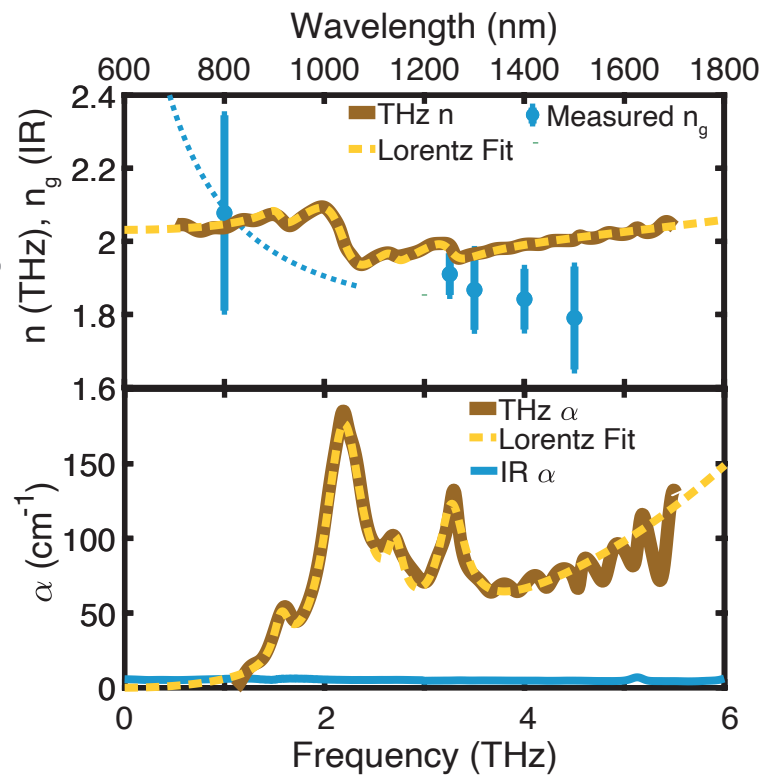 Wavelength (nm)
600 800 1000 1200 1400 1600 1800
2.4
2.2
2
1.8
1.6
n (THz), n_g (IR)
THz n
Lorentz Fit
Measured n_g
THz α
Lorentz Fit
IR α
150
100
50
0
α (cm⁻¹)
0 2 4 6
Frequency (THz)